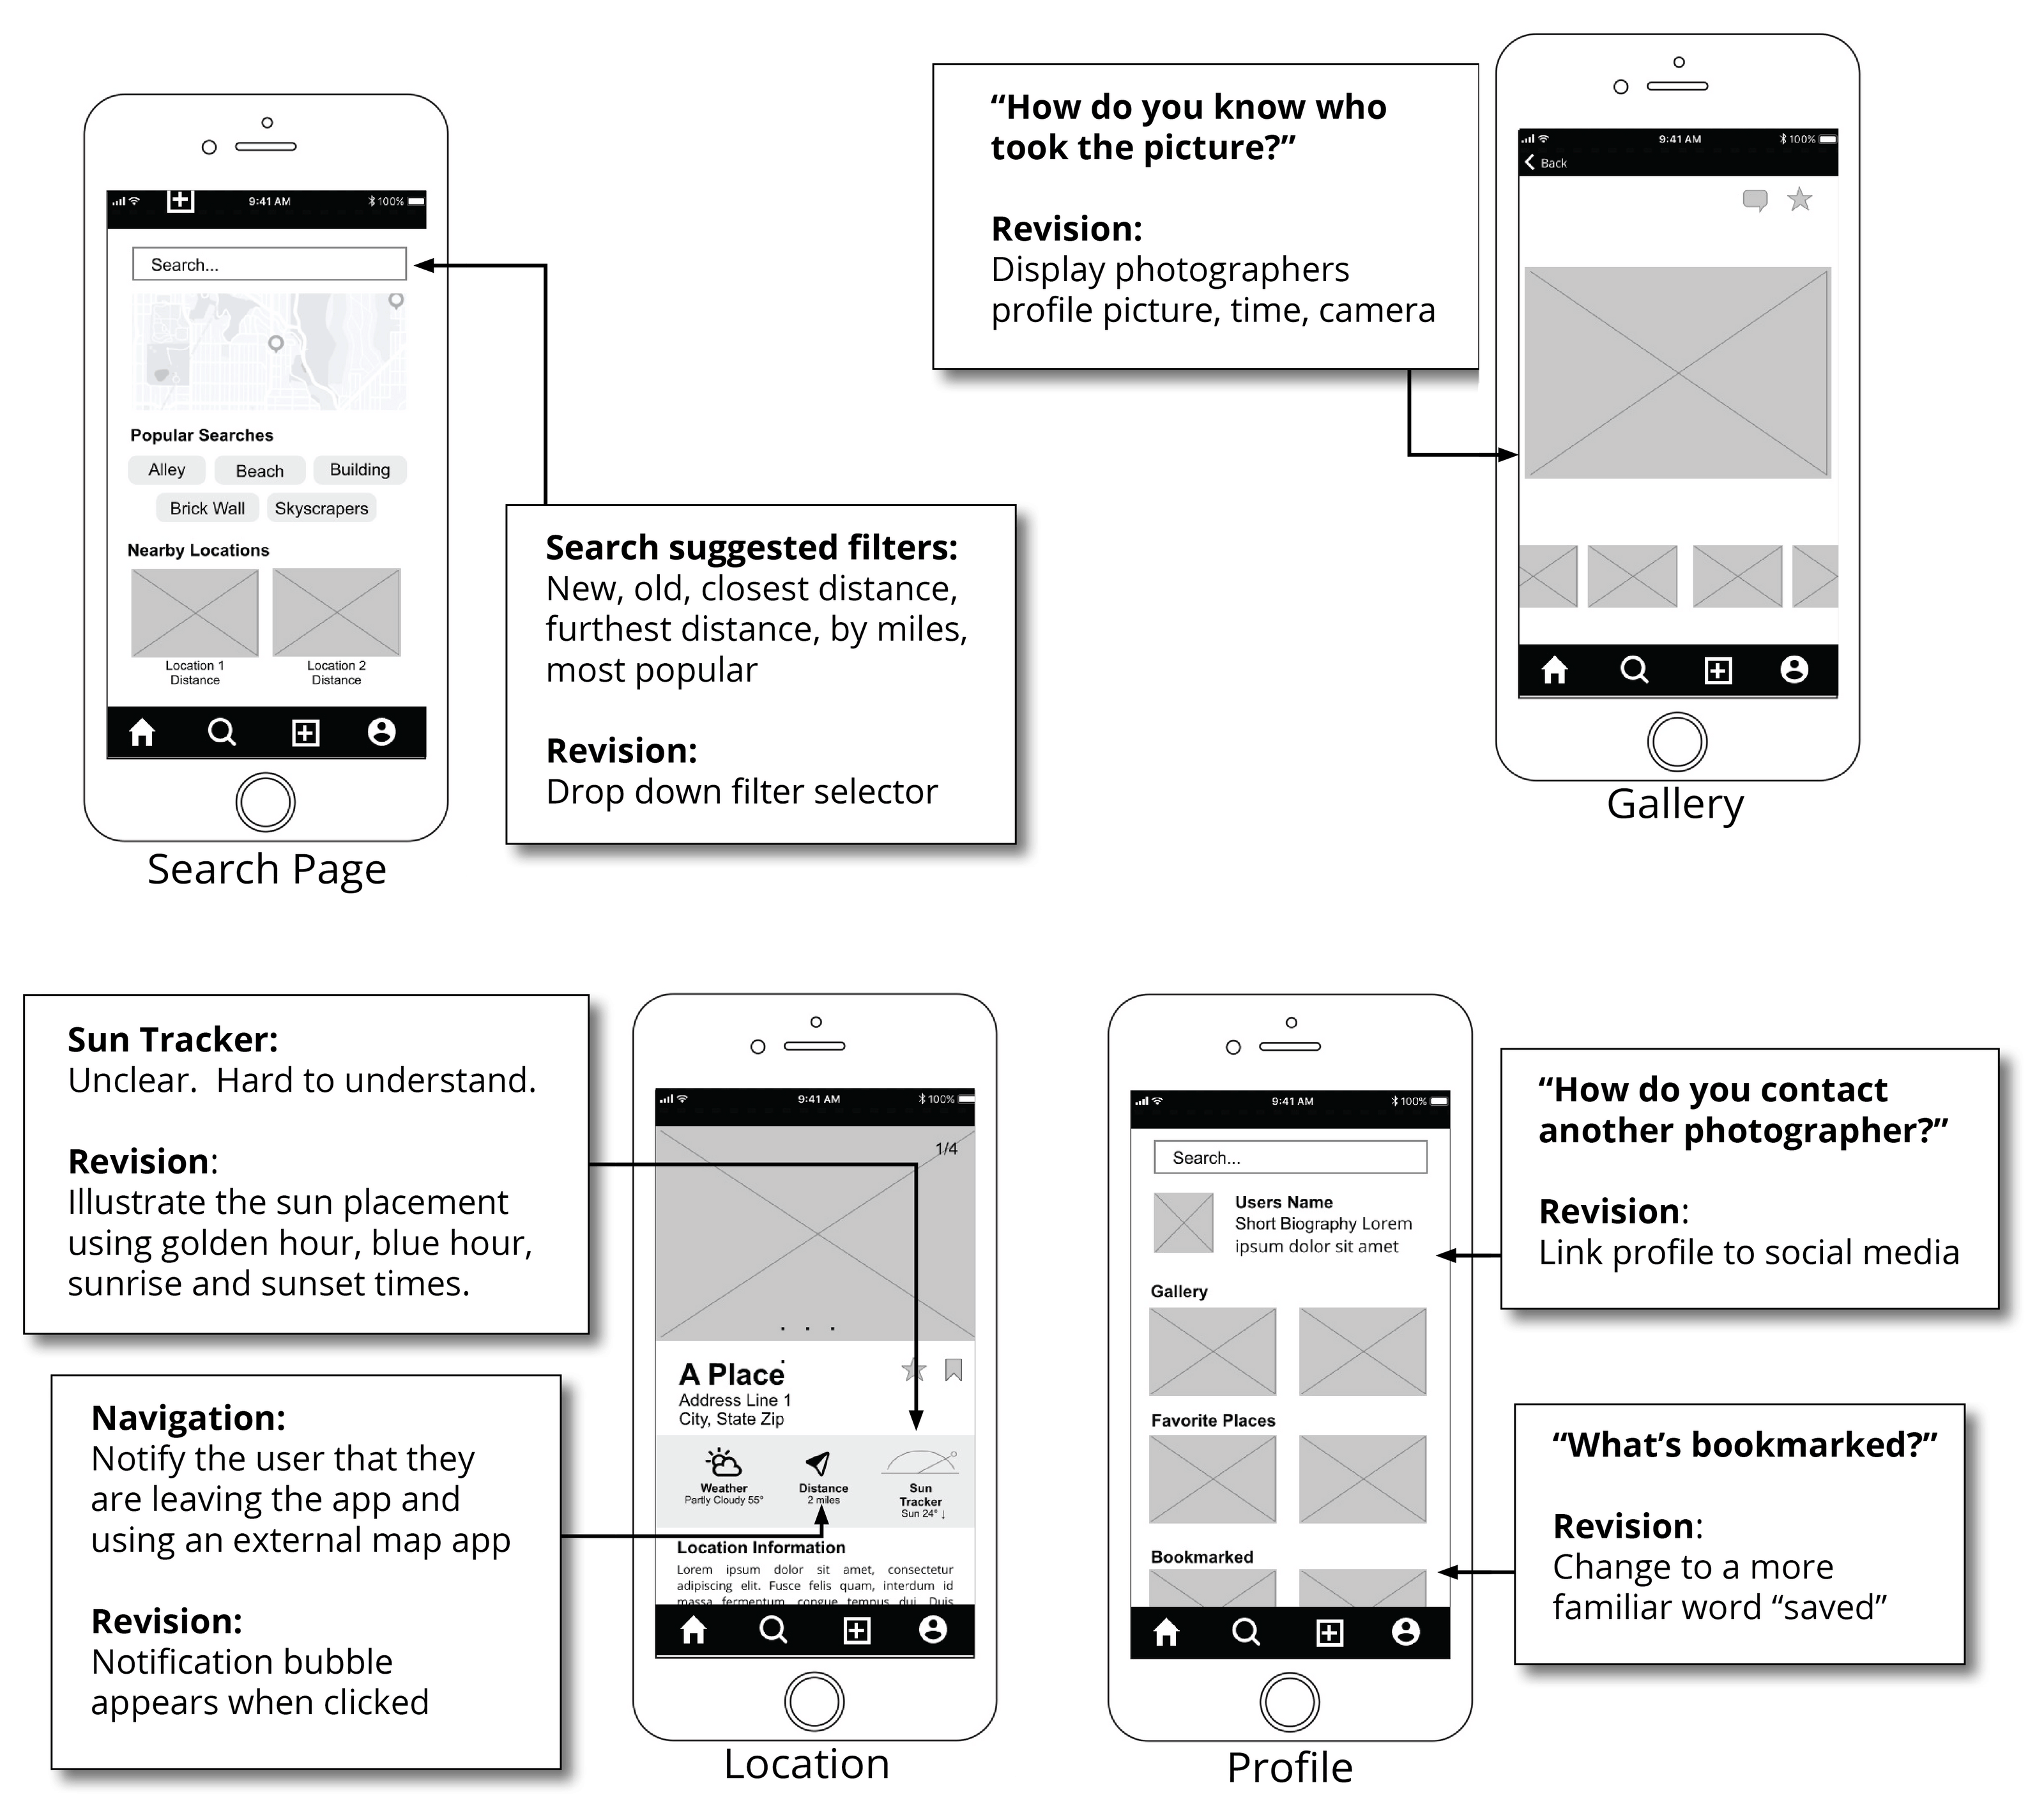 9:41 AM
100%
Search...
Popular Searches
Alley
Beach
Building
Brick Wall
Skyscrapers
Nearby Locations
Location 1
Distance
Location 2
Distance
Search Page
Search suggested filters:
New, old, closest distance,
furthest distance, by miles,
most popular
Revision:
Drop down filter selector
“How do you know who
took the picture?”
Revision:
Display photographers
profile picture, time, camera
9:41 AM
100%
Back
Gallery
Sun Tracker:
Unclear.  Hard to understand.
Revision:
Illustrate the sun placement
using golden hour, blue hour,
sunrise and sunset times.
Navigation:
Notify the user that they
are leaving the app and
using an external map app
Revision:
Notification bubble
appears when clicked
9:41 AM
100%
1/4
A Place
Address Line 1
City, State Zip
Weather
Partly Cloudy 55°
Distance
2 miles
Sun
Tracker
Sun 24° ↓
Location Information
Lorem ipsum dolor sit amet, consectetur
adipiscing elit. Fusce felis quam, interdum id
massa fermentum, congue tempus dui. Duis
Location
9:41 AM
100%
Search...
Users Name
Short Biography Lorem
ipsum dolor sit amet
Gallery
Favorite Places
Bookmarked
Profile
“How do you contact
another photographer?”
Revision:
Link profile to social media
“What’s bookmarked?”
Revision:
Change to a more
familiar word “saved”